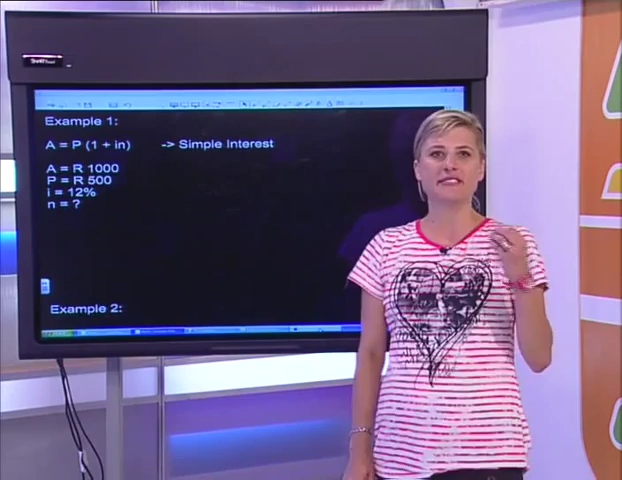 Example 1:
A = P (1 + in) -> Simple Interest
A = R 1000
P = R 500
i = 12%
n = ?
Example 2: